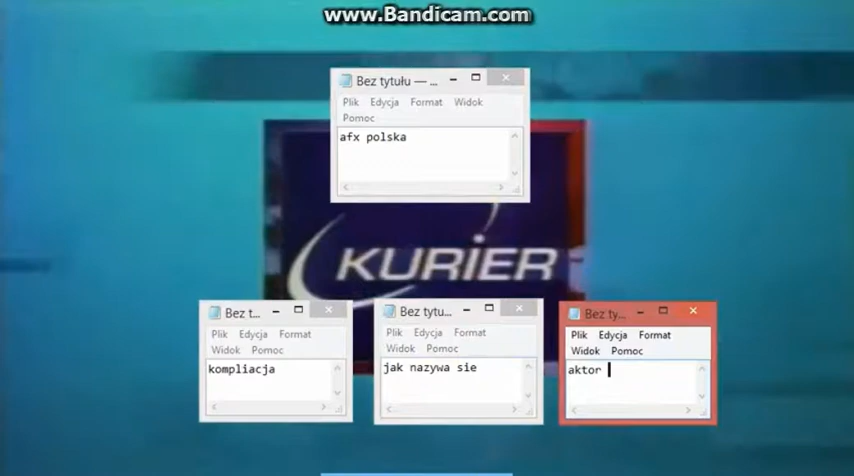 www.Bandicam.com
Bez tytułu — ...
Plik Edycja Format Widok
Pomoc
afx polska
KURIER
Bez t...
Plik Edycja Format
Widok Pomoc
kompliacja
Bez tytu...
Plik Edycja Format
Widok Pomoc
jak nazywa sie
Bez ty...
Plik Edycja Format
Widok Pomoc
aktor